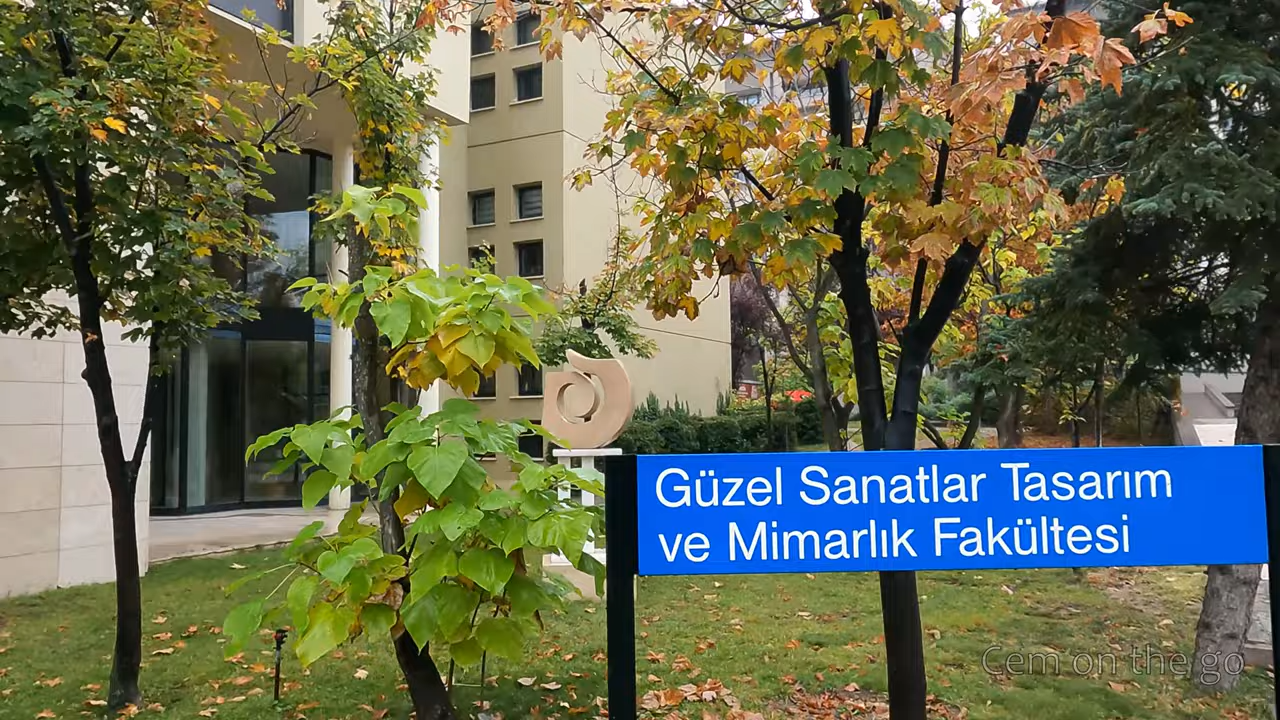 Güzel Sanatlar Tasarım
ve Mimarlık Fakültesi
Cem on the go